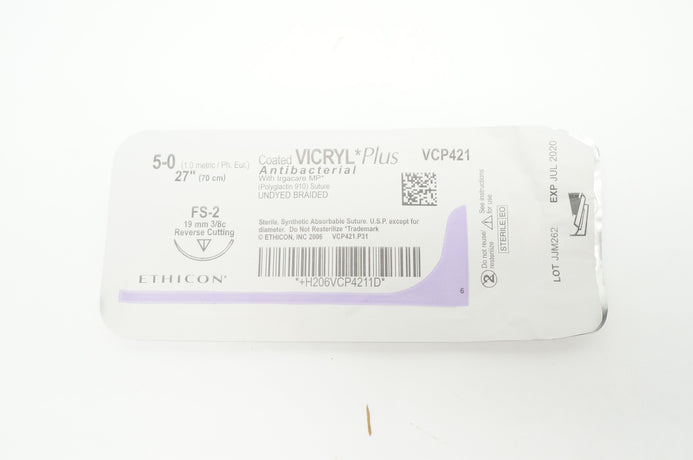 5-0 (1.0 metric / Ph. Eur.)
27" (70 cm)
FS-2
19 mm 3/8c
Reverse Cutting
ETHICON*
Coated VICRYL* Plus
Antibacterial
With Irgacare MP*
(Polyglactin 910) Suture
UNDYED BRAIDED
VCP421
Sterile, Synthetic Absorbable Suture. U.S.P. except for
diameter. Do Not Resterilize *Trademark
© ETHICON, INC 2006 VCP421.P31
*+H206VCP4211D*
6
2 Do not reuse/
resterilize
See instructions
for use
STERILE EO
LOT JJM262 EXP JUL 2020